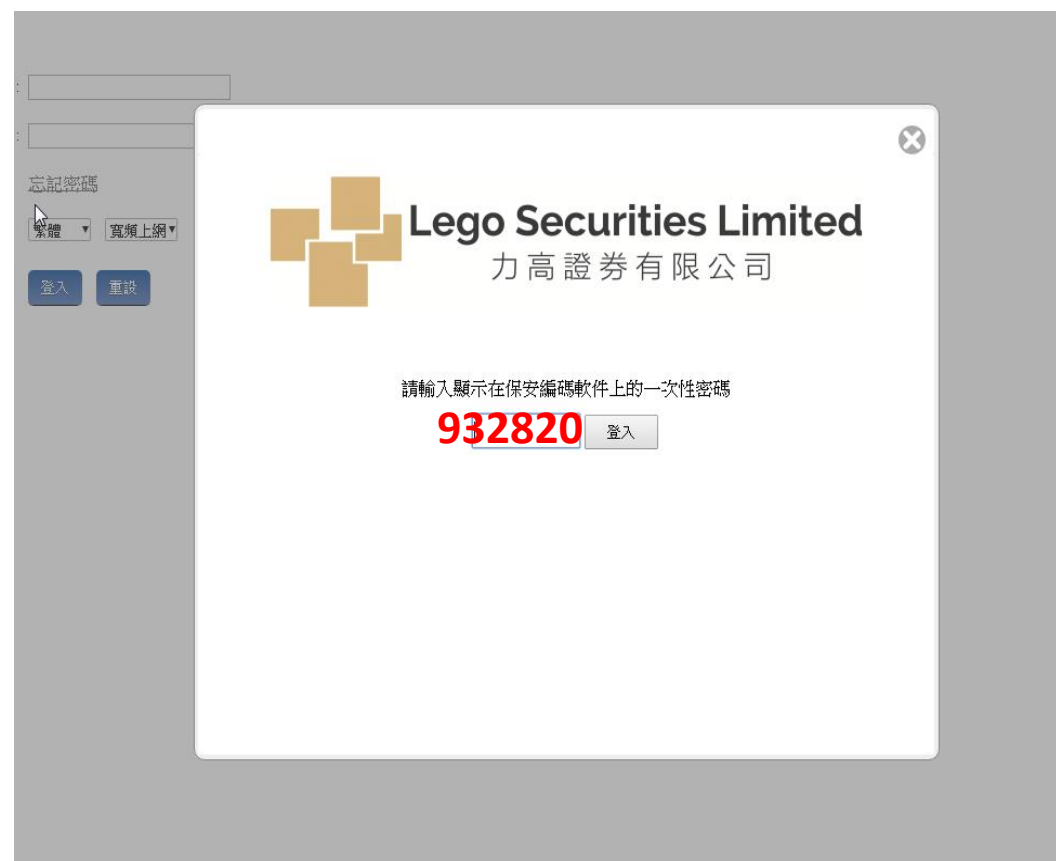 :
:
忘記密碼
繁體 寬頻上網
登入 重設
Lego Securities Limited
力高證券有限公司
請輸入顯示在保安編碼軟件上的一次性密碼
932820 登入